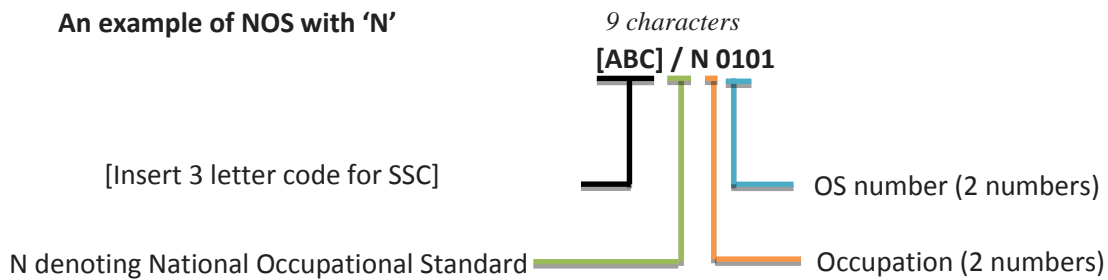 An example of NOS with ‘N’
9 characters
[ABC] / N 0101
[Insert 3 letter code for SSC]
OS number (2 numbers)
N denoting National Occupational Standard
Occupation (2 numbers)